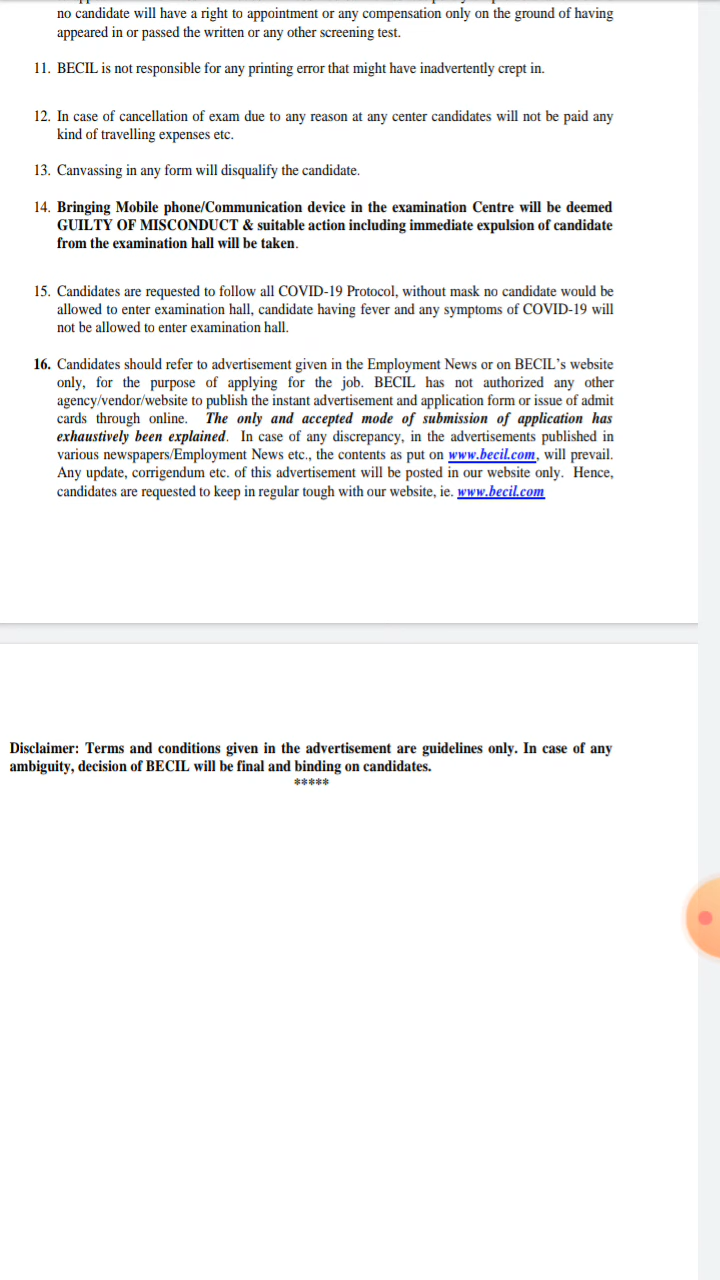 no candidate will have a right to appointment or any compensation only on the ground of having
appeared in or passed the written or any other screening test.
11. BECIL is not responsible for any printing error that might have inadvertently crept in.
12. In case of cancellation of exam due to any reason at any center candidates will not be paid any
kind of travelling expenses etc.
13. Canvassing in any form will disqualify the candidate.
14. Bringing Mobile phone/Communication device in the examination Centre will be deemed
GUILTY OF MISCONDUCT & suitable action including immediate expulsion of candidate
from the examination hall will be taken.
15. Candidates are requested to follow all COVID-19 Protocol, without mask no candidate would be
allowed to enter examination hall, candidate having fever and any symptoms of COVID-19 will
not be allowed to enter examination hall.
16. Candidates should refer to advertisement given in the Employment News or on BECIL’s website
only, for the purpose of applying for the job. BECIL has not authorized any other
agency/vendor/website to publish the instant advertisement and application form or issue of admit
cards through online. The only and accepted mode of submission of application has
exhaustively been explained. In case of any discrepancy, in the advertisements published in
various newspapers/Employment News etc., the contents as put on www.becil.com, will prevail.
Any update, corrigendum etc. of this advertisement will be posted in our website only. Hence,
candidates are requested to keep in regular tough with our website, ie. www.becil.com
Disclaimer: Terms and conditions given in the advertisement are guidelines only. In case of any
ambiguity, decision of BECIL will be final and binding on candidates.
*****